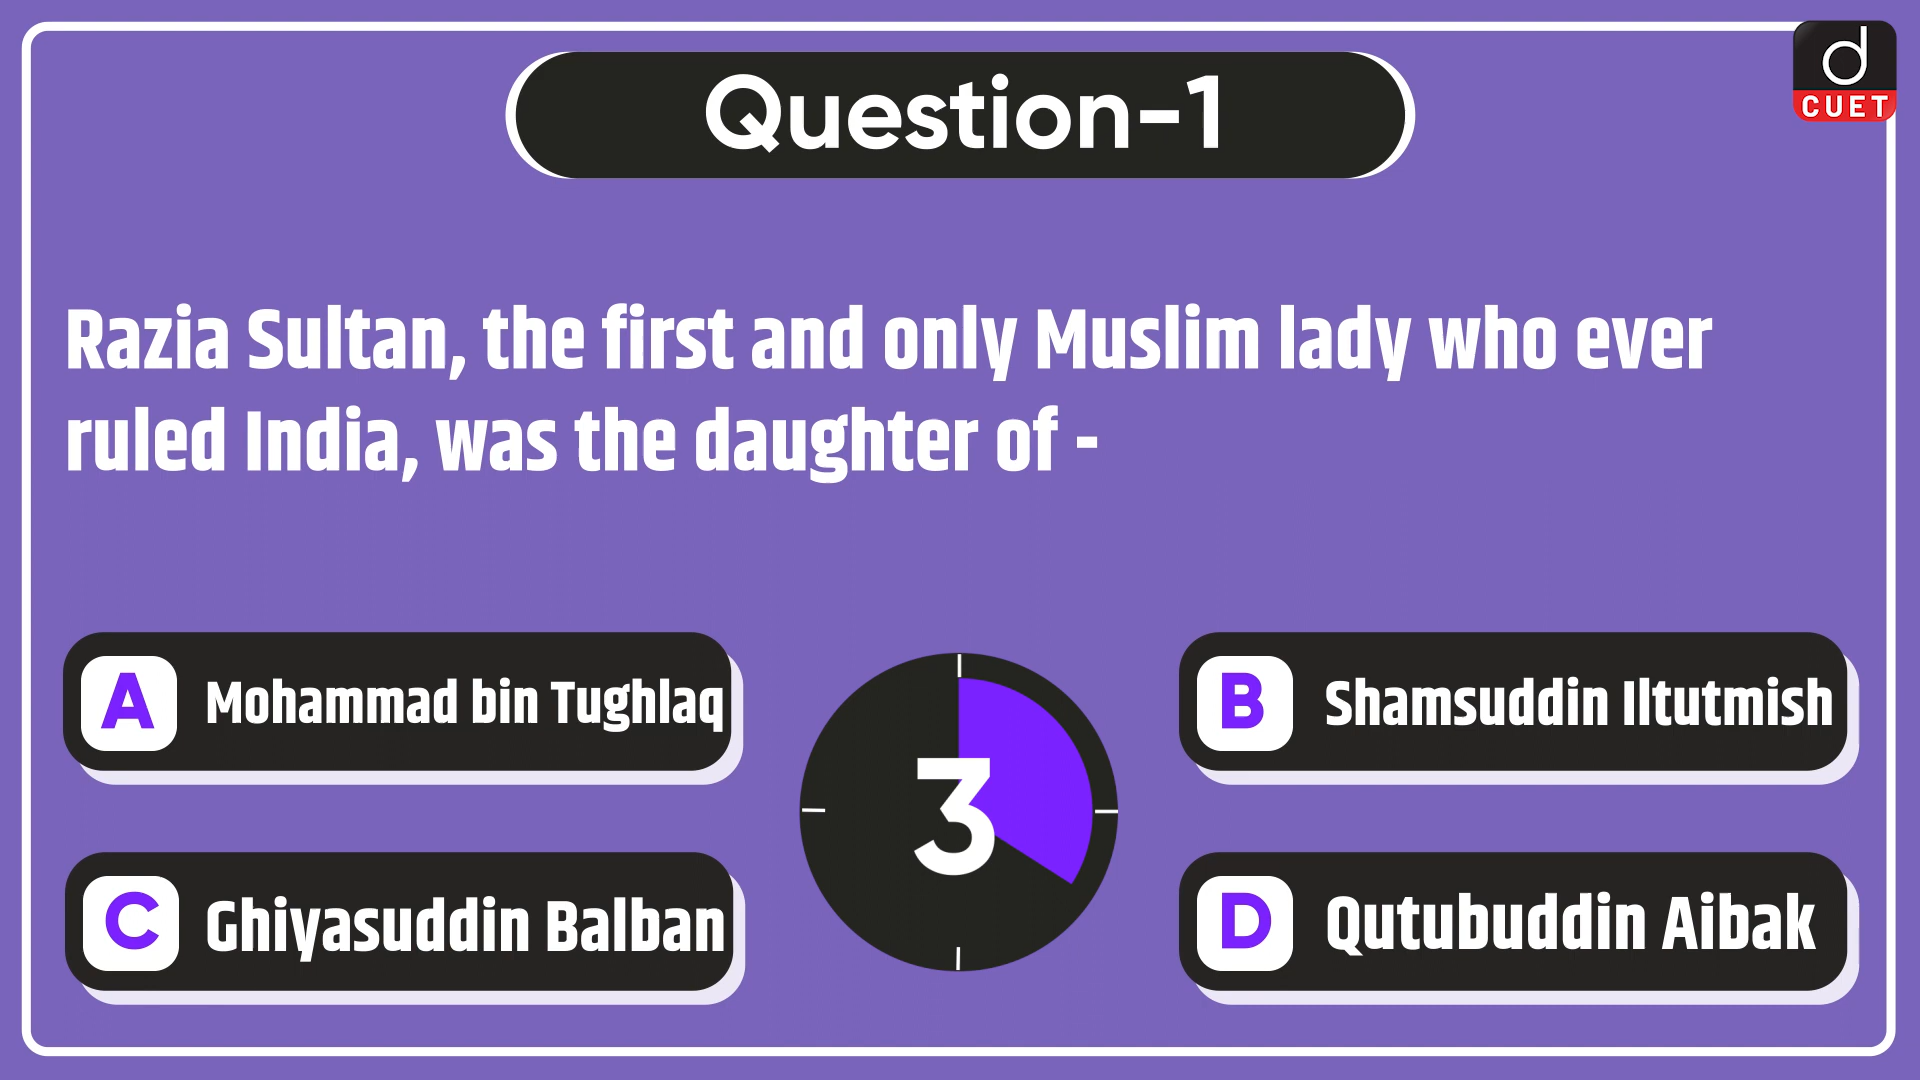 d
CUET
Question-1
Razia Sultan, the first and only Muslim lady who ever
ruled India, was the daughter of -
A Mohammad bin Tughlaq
B Shamsuddin Iltutmish
3
C Ghiyasuddin Balban
D Qutubuddin Aibak